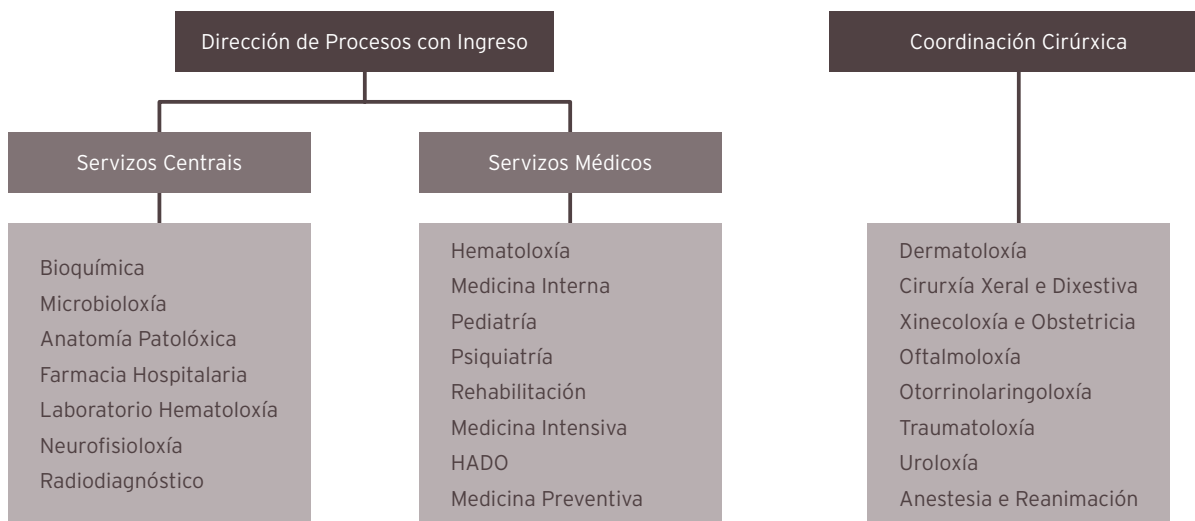 Dirección de Procesos con Ingreso
Coordinación Cirúrxica
Servizos Centrais
Servizos Médicos
Bioquímica
Microbioloxía
Anatomía Patolóxica
Farmacia Hospitalaria
Laboratorio Hematoloxía
Neurofisioloxía
Radiodiagnóstico
Hematoloxía
Medicina Interna
Pediatría
Psiquiatría
Rehabilitación
Medicina Intensiva
HADO
Medicina Preventiva
Dermatoloxía
Cirurxía Xeral e Dixestiva
Xinecoloxía e Obstetricia
Oftalmoloxía
Otorrinolaringoloxía
Traumatoloxía
Uroloxía
Anestesia e Reanimación